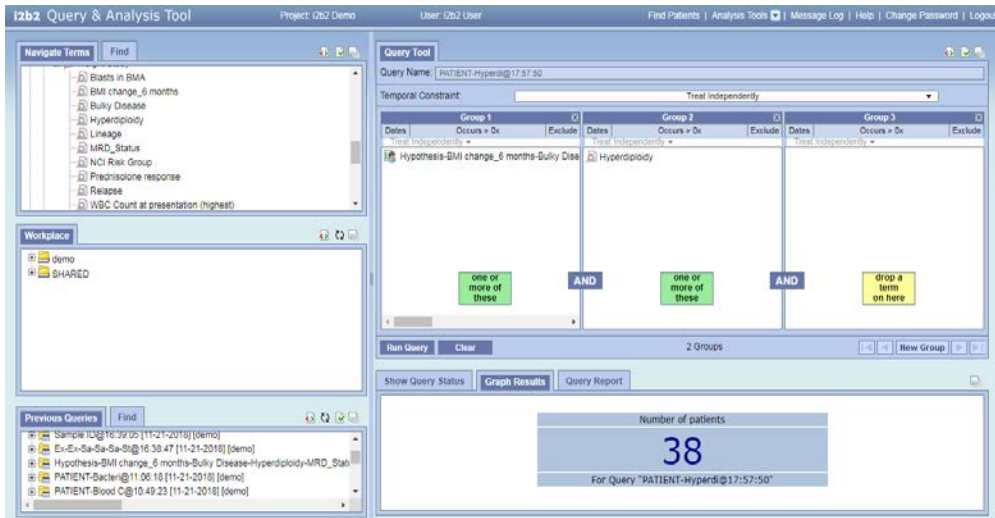 i2b2 Query & Analysis Tool Project: i2b2 Demo User: i2b2 User Find Patients | Analysis Tools | Message Log | Help | Change Password | Logout
Navigate Terms Find
Blasts in BMA
BMI change_6 months
Bulky Disease
Hyperdiploidy
Lineage
MRD_Status
NCI Risk Group
Prednisolone response
Relapse
WBC Count at presentation (highest)
Workplace
demo
SHARED
Previous Queries Find
Sample ID@16:39:05 [11-21-2018] [demo]
Ex-Ex-Sa-Sa-Sa-St@16:38:47 [11-21-2018] [demo]
Hypothesis-BMI change_6 months-Bulky Disease-Hyperdiploidy-MRD_Stat
PATIENT-Bacteri@11:06:18 [11-21-2018] [demo]
PATIENT-Blood C@10:49:23 [11-21-2018] [demo]
Query Tool
Query Name: PATIENT-Hyperdi@17:57:50
Temporal Constraint: Treat Independently
Group 1 Group 2 Group 3
Dates Occurs > 0x Exclude Dates Occurs > 0x Exclude Dates Occurs > 0x Exclude
Treat Independently Treat Independently Treat Independently
Hypothesis-BMI change_6 months-Bulky Dise Hyperdiploidy
one or more of these AND one or more of these AND drop a term on here
Run Query Clear 2 Groups New Group
Show Query Status Graph Results Query Report
Number of patients
38
For Query "PATIENT-Hyperdi@17:57:50"